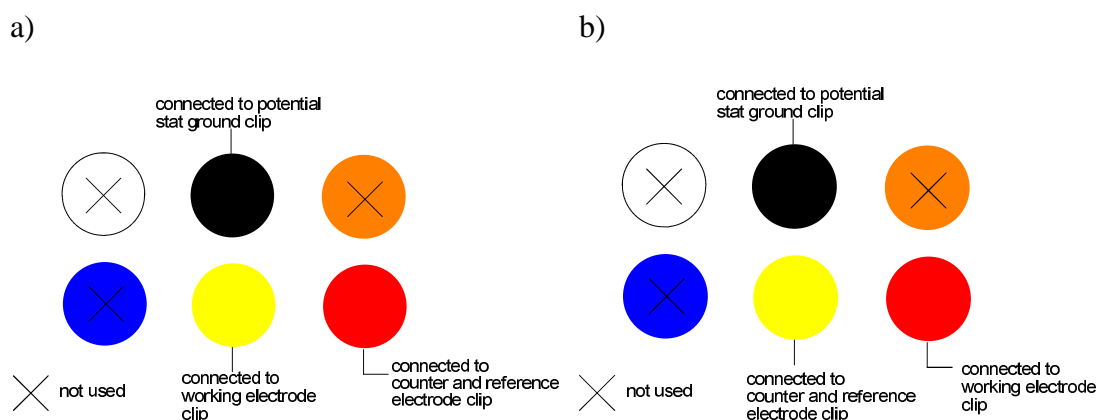 a)
connected to potential
stat ground clip
not used
connected to
working electrode
clip
connected to
counter and reference
electrode clip
b)
connected to potential
stat ground clip
not used
connected to
counter and reference
electrode clip
connected to
working electrode
clip